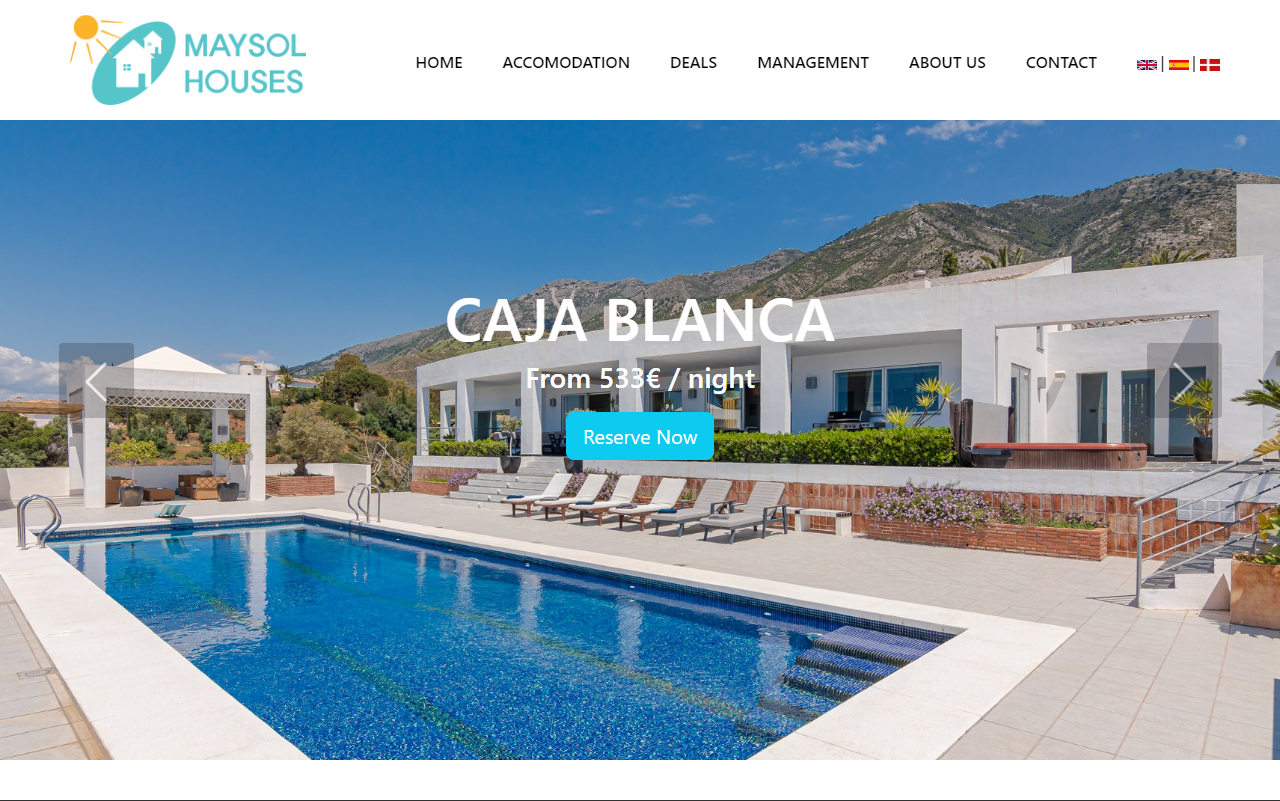 MAYSOL
HOUSES
HOME ACCOMODATION DEALS MANAGEMENT ABOUT US CONTACT | |
CAJA BLANCA
From 533€ / night
Reserve Now